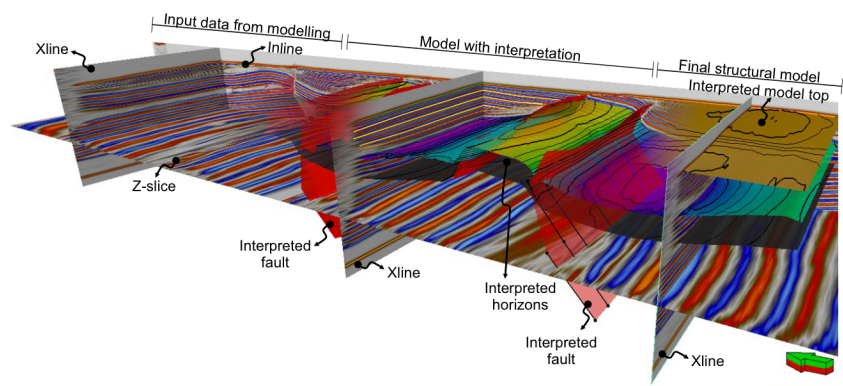 Input data from modelling
Model with interpretation
Final structural model
Xline
Inline
Interpreted model top
Z-slice
Interpreted
fault
Xline
Interpreted
horizons
Interpreted
fault
Xline